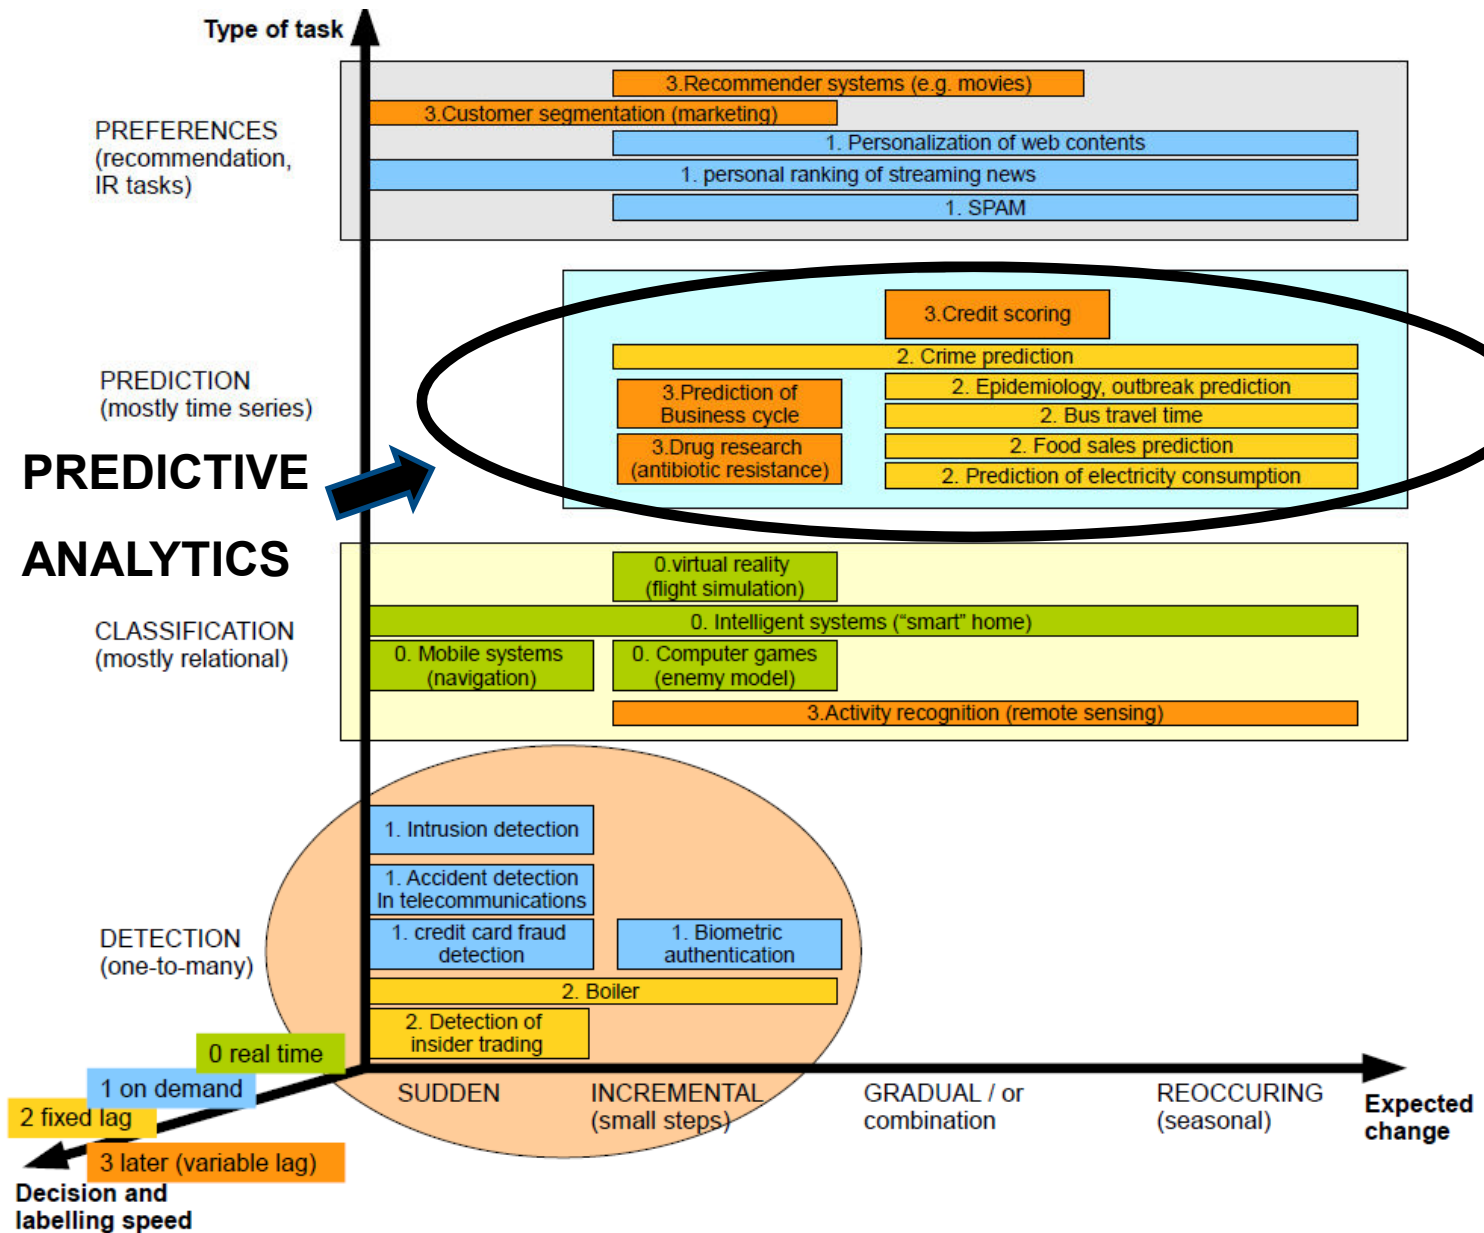 Type of task
3.Recommender systems (e.g. movies)
3.Customer segmentation (marketing)
PREFERENCES
(recommendation,
IR tasks)
1. Personalization of web contents
1. personal ranking of streaming news
1. SPAM
3.Credit scoring
2. Crime prediction
PREDICTION
(mostly time series)
3.Prediction of
Business cycle
2. Epidemiology, outbreak prediction
2. Bus travel time
3.Drug research
(antibiotic resistance)
2. Food sales prediction
2. Prediction of electricity consumption
PREDICTIVE
ANALYTICS
0.virtual reality
(flight simulation)
0. Intelligent systems (“smart” home)
CLASSIFICATION
(mostly relational)
0. Mobile systems
(navigation)
0. Computer games
(enemy model)
3.Activity recognition (remote sensing)
1. Intrusion detection
1. Accident detection
In telecommunications
DETECTION
(one-to-many)
1. credit card fraud
detection
1. Biometric
authentication
2. Boiler
2. Detection of
insider trading
0 real time
1 on demand
2 fixed lag
3 later (variable lag)
SUDDEN
INCREMENTAL
(small steps)
GRADUAL / or
combination
REOCCURING
(seasonal)
Expected
change
Decision and
labelling speed